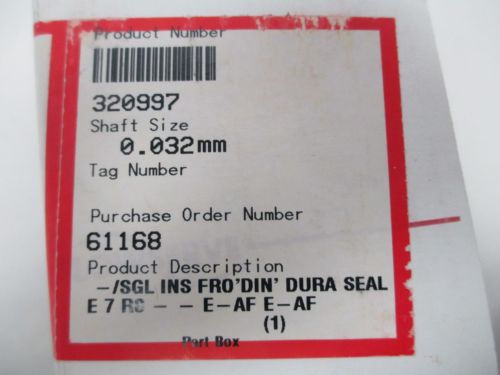 Product Number
320997
Shaft Size
0.032mm
Tag Number
Purchase Order Number
61168
Product Description
-/SGL INS FRO'DIN' DURA SEAL
E 7 RS - - E-AF E-AF
(1)
Part Box